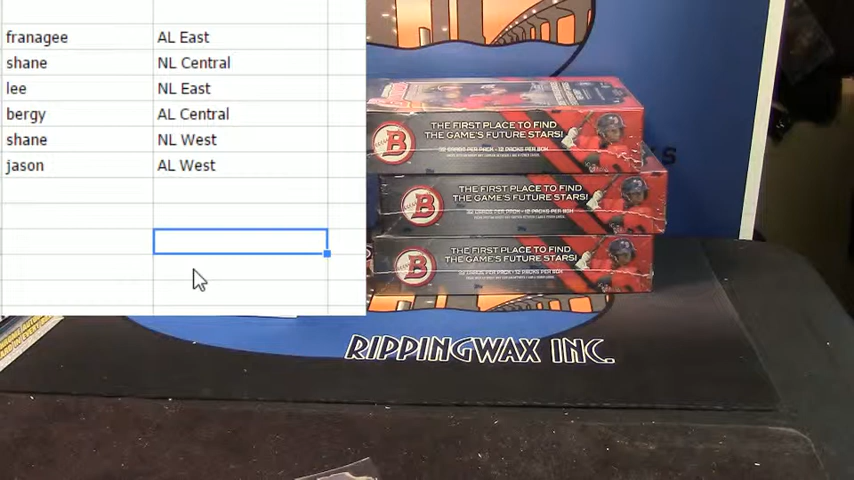 franagee AL East
shane NL Central
lee NL East
bergy AL Central
shane NL West
jason AL West
B THE FIRST PLACE TO FIND
THE GAME'S FUTURE STARS!
B THE FIRST PLACE TO FIND
THE GAME'S FUTURE STARS!
B THE FIRST PLACE TO FIND
THE GAME'S FUTURE STARS!
S
RIPPINGWAX INC.